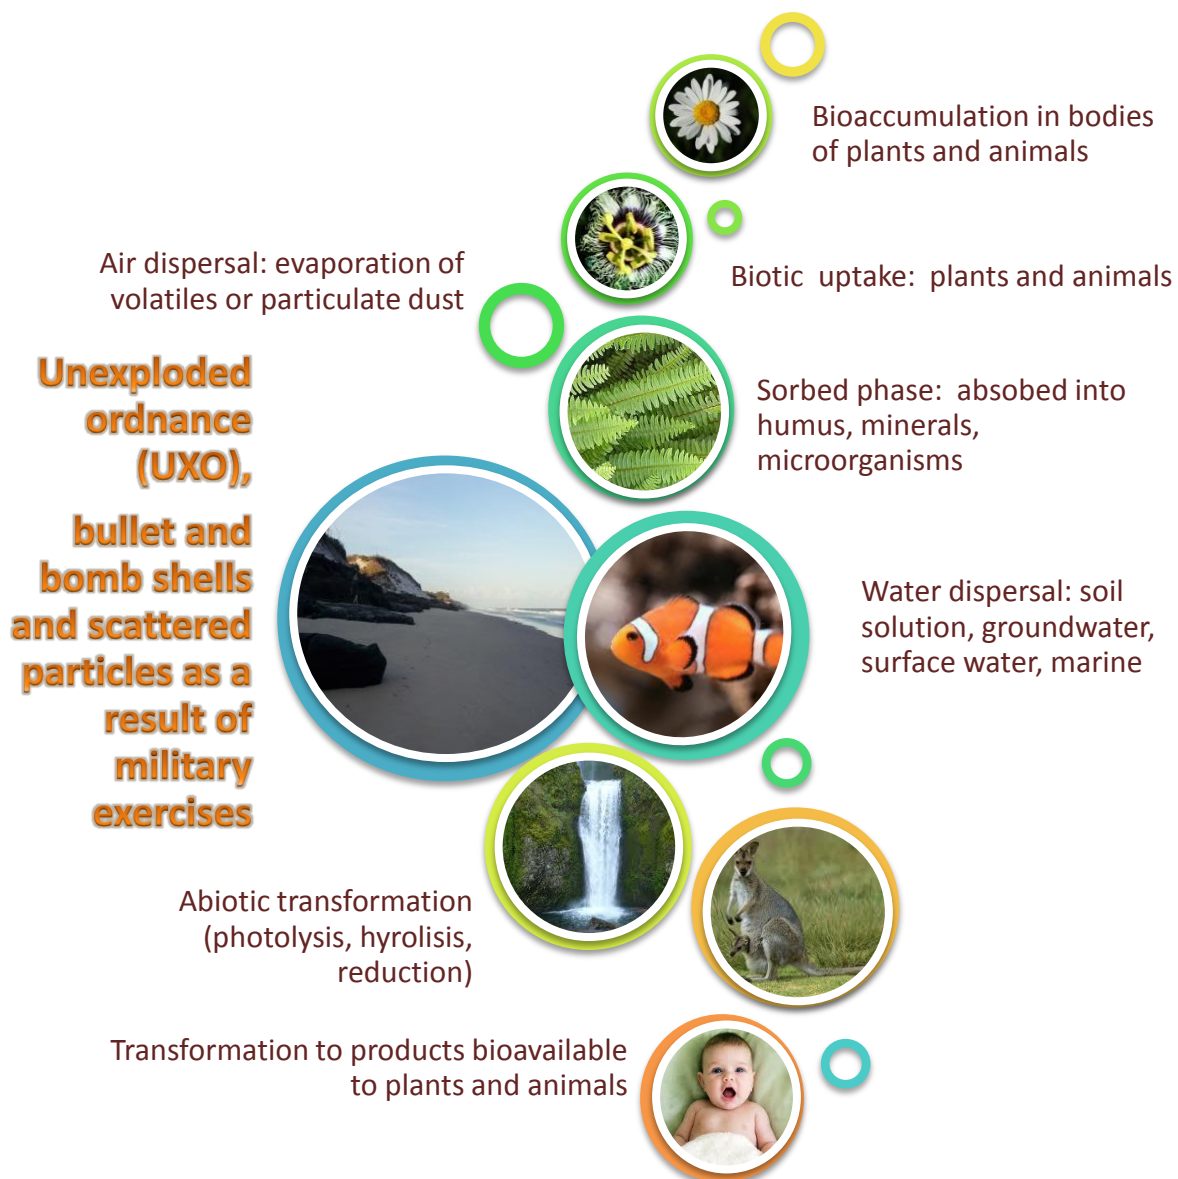 Bioaccumulation in bodies
of plants and animals
Air dispersal: evaporation of
volatiles or particulate dust
Biotic  uptake:  plants and animals
Unexploded
ordnance
(UXO),
bullet and
bomb shells
and scattered
particles as a
result of
military
exercises
Sorbed phase:  absobed into
humus, minerals,
microorganisms
Water dispersal: soil
solution, groundwater,
surface water, marine
Abiotic transformation
(photolysis, hyrolisis,
reduction)
Transformation to products bioavailable
to plants and animals